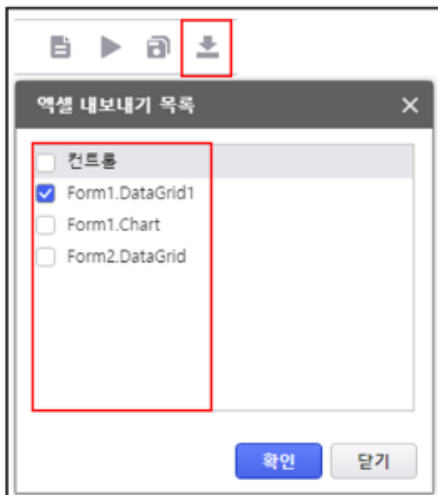 엑셀 내보내기 목록
컨트롤
Form1.DataGrid1
Form1.Chart
Form2.DataGrid
확인 닫기